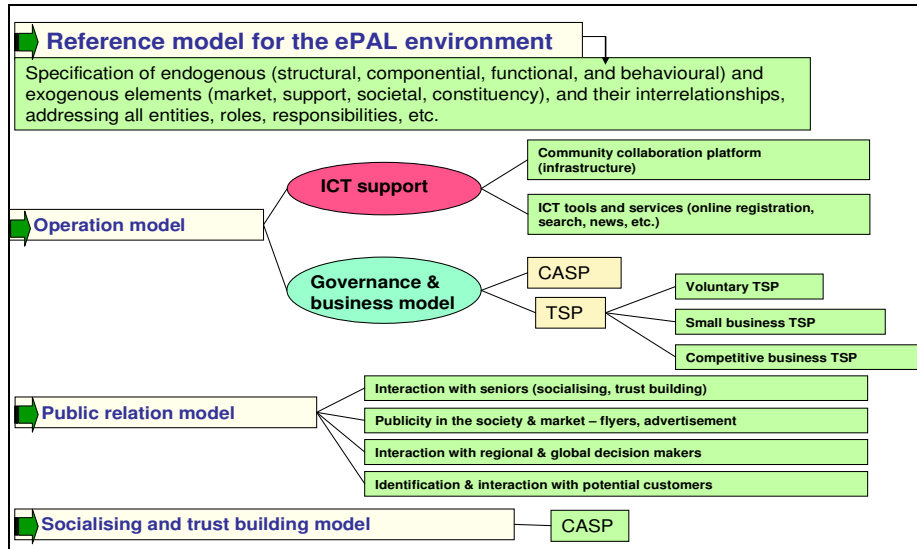 Reference model for the ePAL environment
Specification of endogenous (structural, componential, functional, and behavioural) and
exogenous elements (market, support, societal, constituency), and their interrelationships,
addressing all entities, roles, responsibilities, etc.
Operation model
ICT support
Community collaboration platform
(infrastructure)
ICT tools and services (online registration,
search, news, etc.)
Governance &
business model
CASP
TSP
Voluntary TSP
Small business TSP
Competitive business TSP
Public relation model
Interaction with seniors (socialising, trust building)
Publicity in the society & market – flyers, advertisement
Interaction with regional & global decision makers
Identification & interaction with potential customers
Socialising and trust building model
CASP